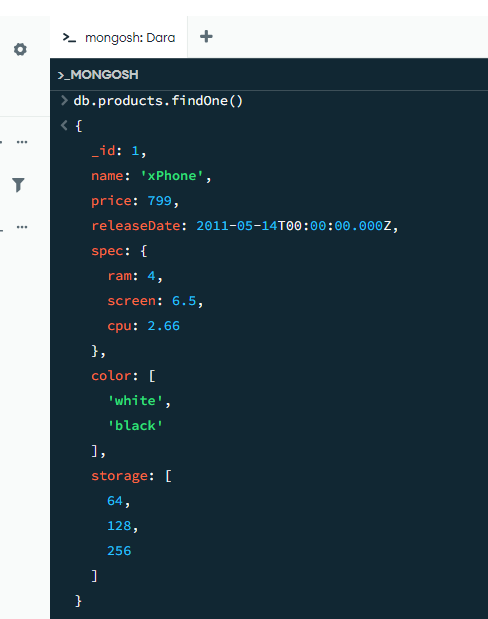 >_ mongosh: Dara +
>_MONGOSH
> db.products.findOne()
< {
_id: 1,
name: 'xPhone',
price: 799,
releaseDate: 2011-05-14T00:00:00.000Z,
spec: {
ram: 4,
screen: 6.5,
cpu: 2.66
},
color: [
'white',
'black'
],
storage: [
64,
128,
256
]
}